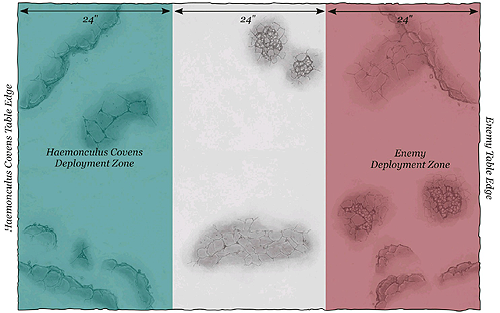 24"
24"
24"
Haemonculus Covens Table Edge
Haemonculus Covens
Deployment Zone
Enemy
Deployment Zone
Enemy Table Edge